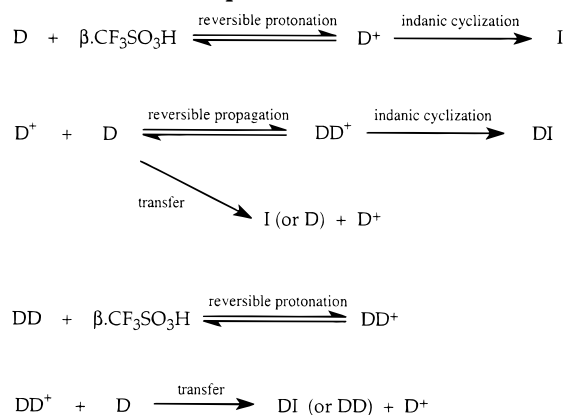 reversible protonation indanic cyclization
D + β.CF₃SO₃H D⁺ I
reversible propagation indanic cyclization
D⁺ + D DD⁺ DI
transfer
I (or D) + D⁺
reversible protonation
DD + β.CF₃SO₃H DD⁺
transfer
DD⁺ + D DI (or DD) + D⁺